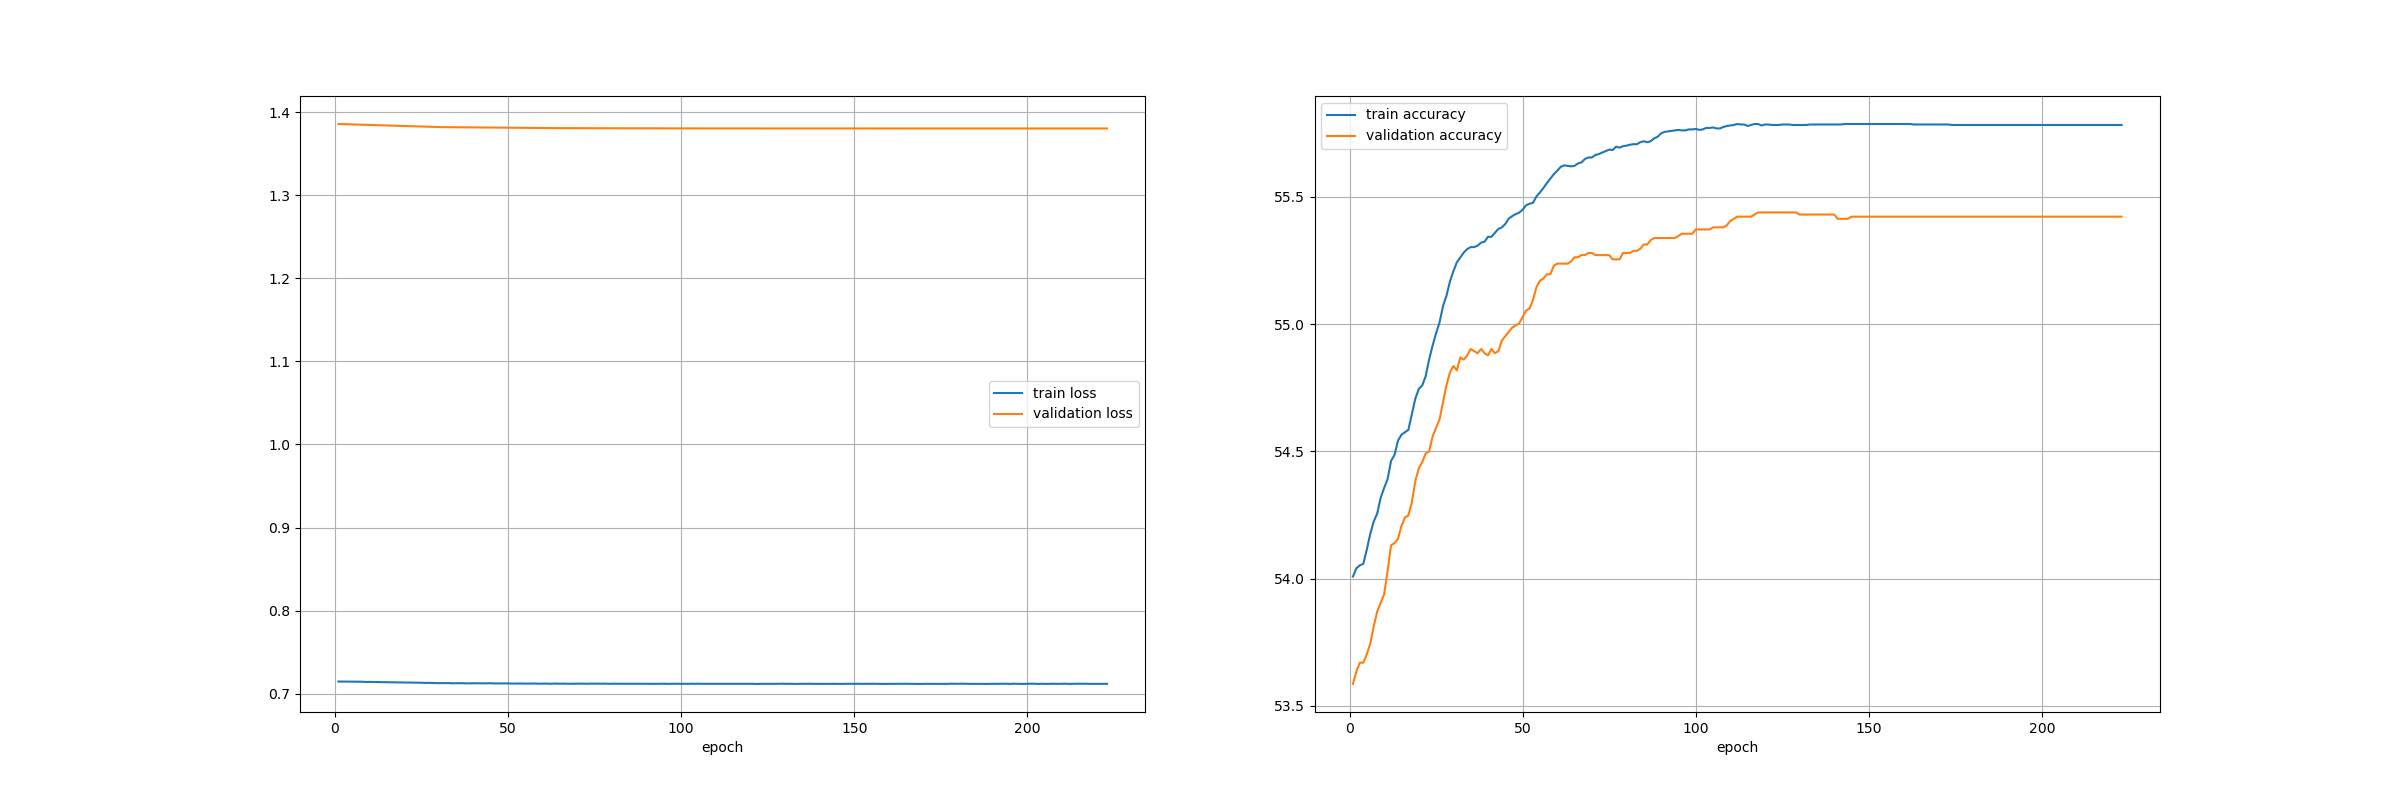 1.4
1.3
1.2
1.1
1.0
0.9
0.8
0.7
0 50 100 150 200
epoch
train loss
validation loss
train accuracy
validation accuracy
55.5
55.0
54.5
54.0
53.5
0 50 100 150 200
epoch